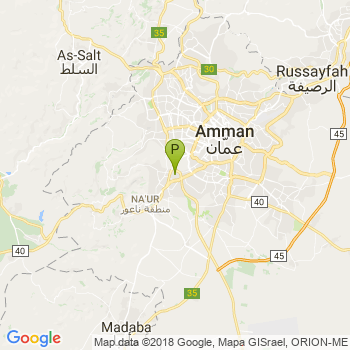 35
As-Salt
السلط
30
Russayfah
الرصيفة
Amman
عمان
45
P
NA'UR
منطقة ناعور
40
40
45
35
Madaba
مادبا
Google
Map data ©2018 Google, Mapa GISrael, ORION-ME